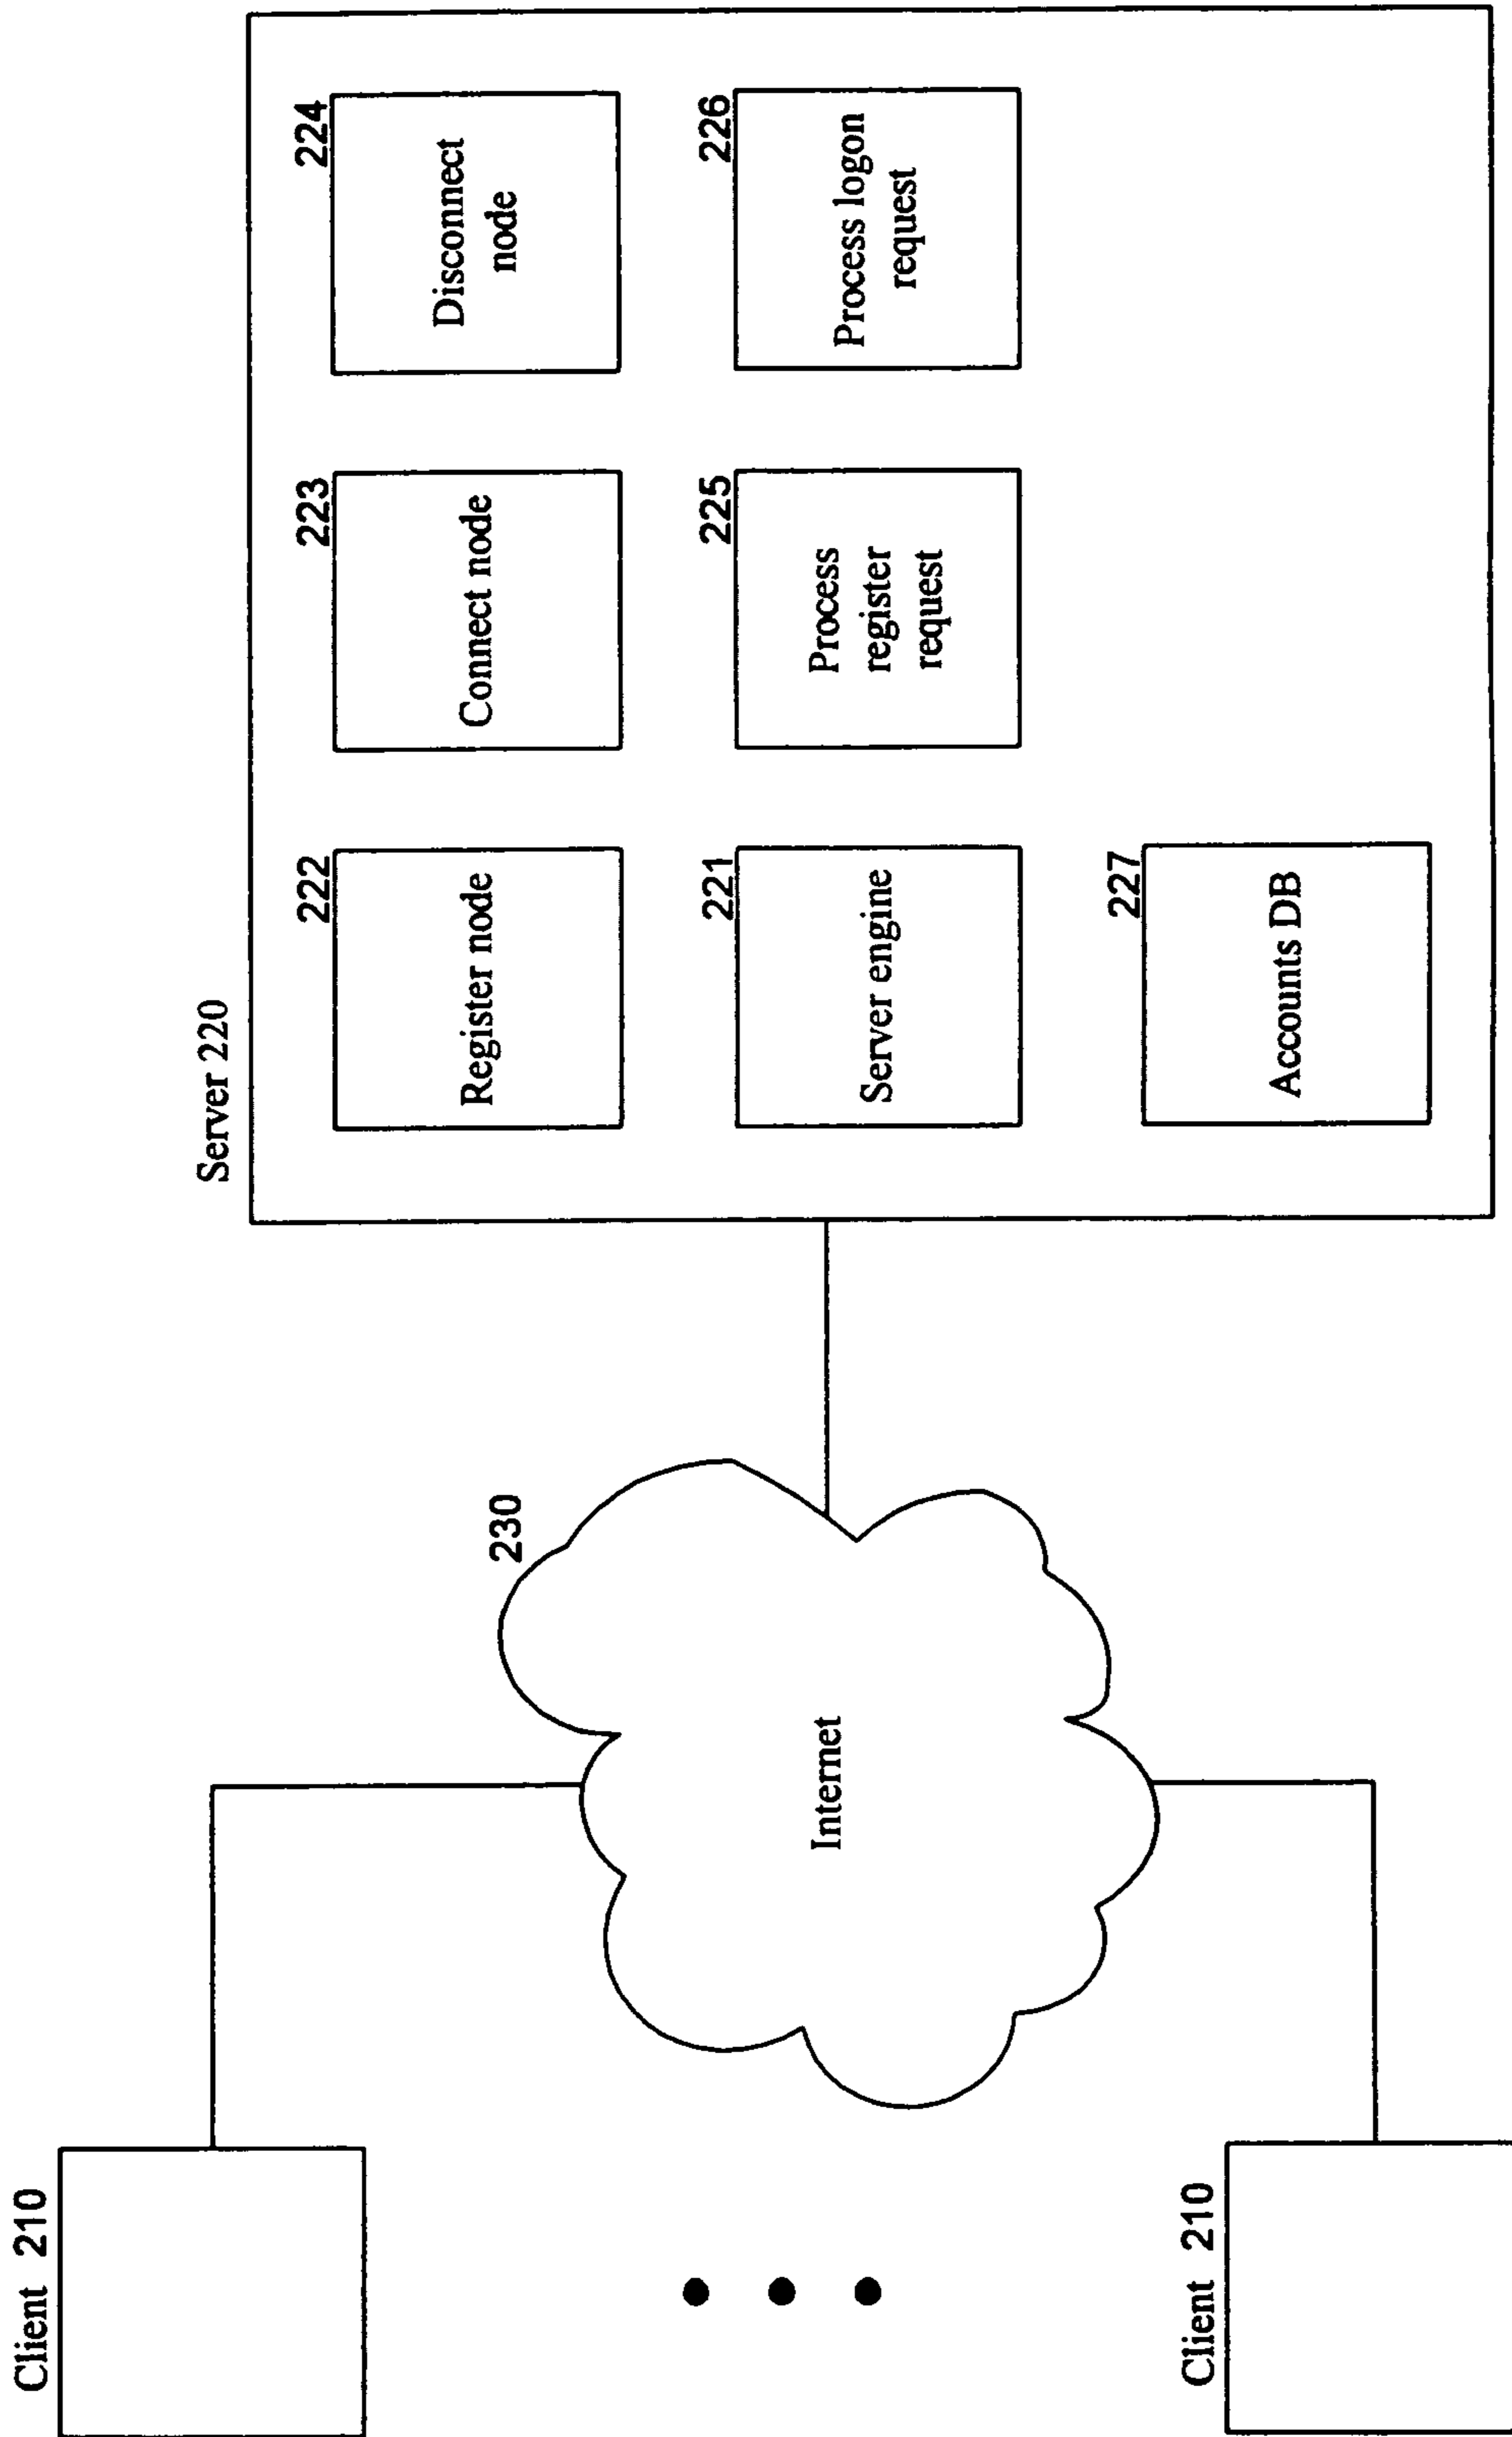 Client 210
Client 210
230
Internet
Server 220
222
Register node
223
Connect node
224
Disconnect
node
221
Server engine
225
Process
register
request
226
Process logon
request
227
Accounts DB